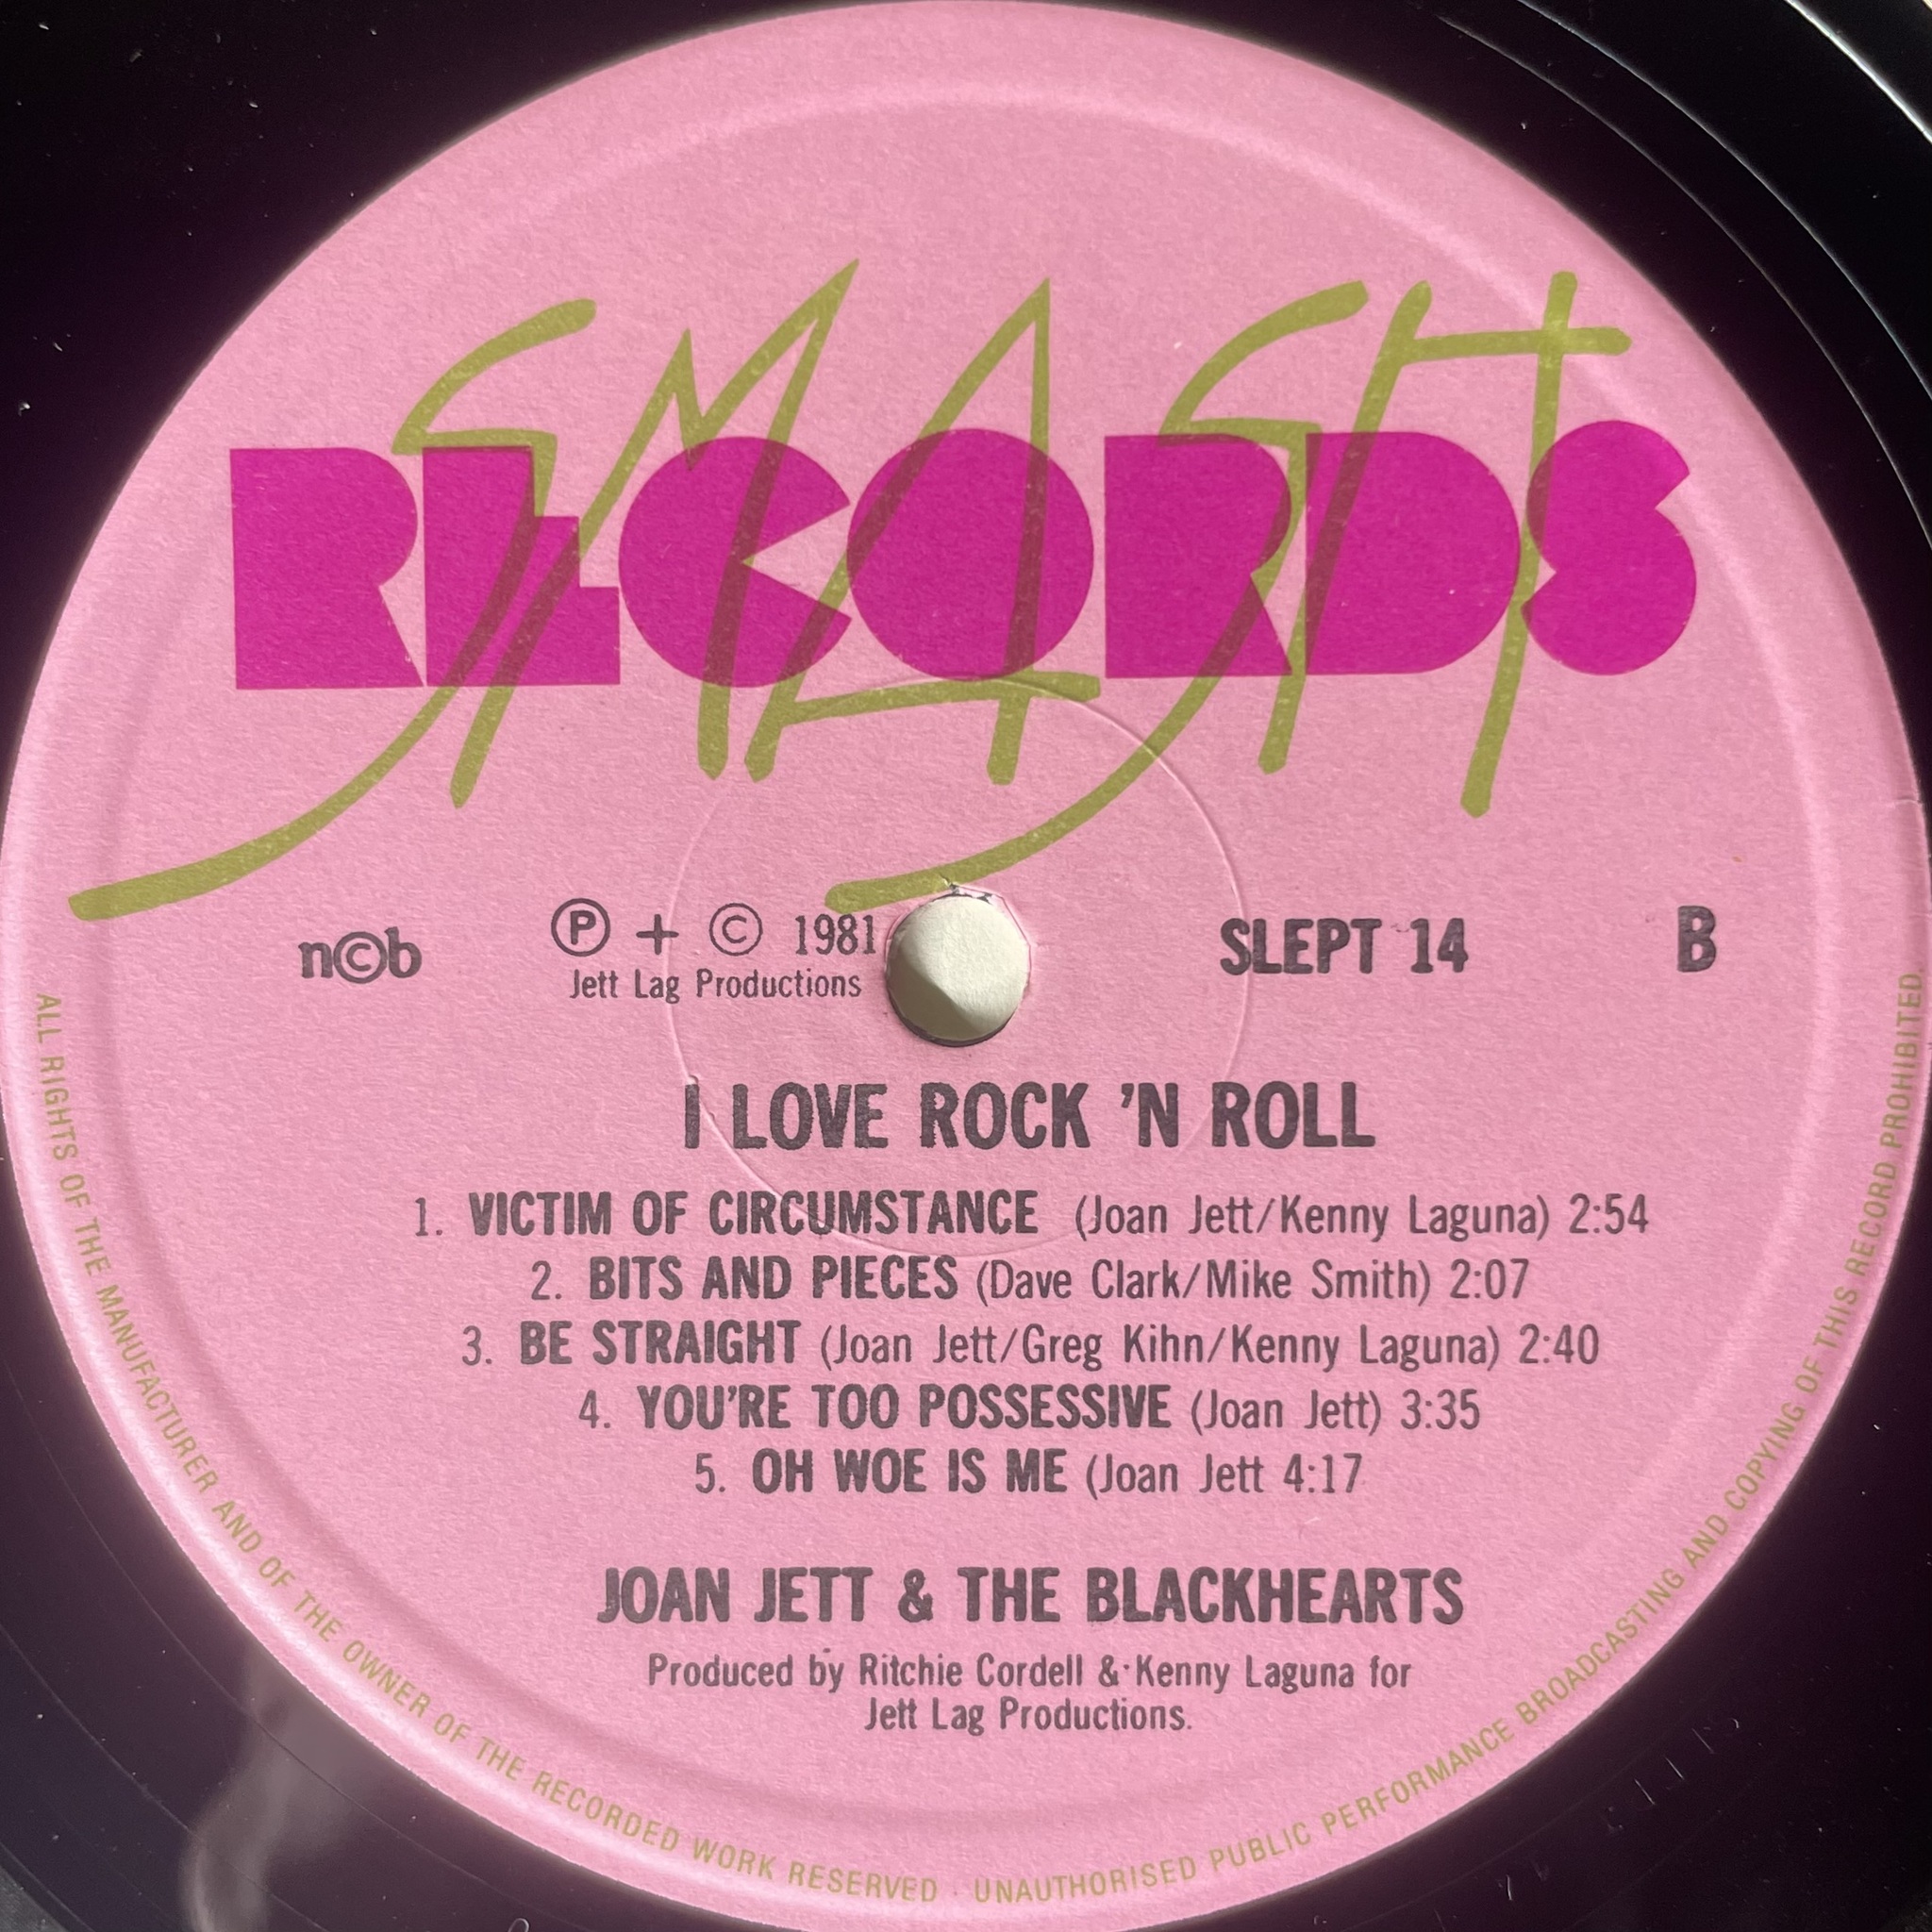 SMASH
RECORDS
n©b
Ⓟ + © 1981
Jett Lag Productions
SLEPT 14
B
I LOVE ROCK 'N ROLL
1. VICTIM OF CIRCUMSTANCE (Joan Jett/Kenny Laguna) 2:54
2. BITS AND PIECES (Dave Clark/Mike Smith) 2:07
3. BE STRAIGHT (Joan Jett/Greg Kihn/Kenny Laguna) 2:40
4. YOU'RE TOO POSSESSIVE (Joan Jett) 3:35
5. OH WOE IS ME (Joan Jett 4:17
JOAN JETT & THE BLACKHEARTS
Produced by Ritchie Cordell & Kenny Laguna for
Jett Lag Productions.
ALL RIGHTS OF THE MANUFACTURER AND OF THE OWNER OF THE RECORDED WORK RESERVED · UNAUTHORISED PUBLIC PERFORMANCE BROADCASTING AND COPYING OF THIS RECORD PROHIBITED